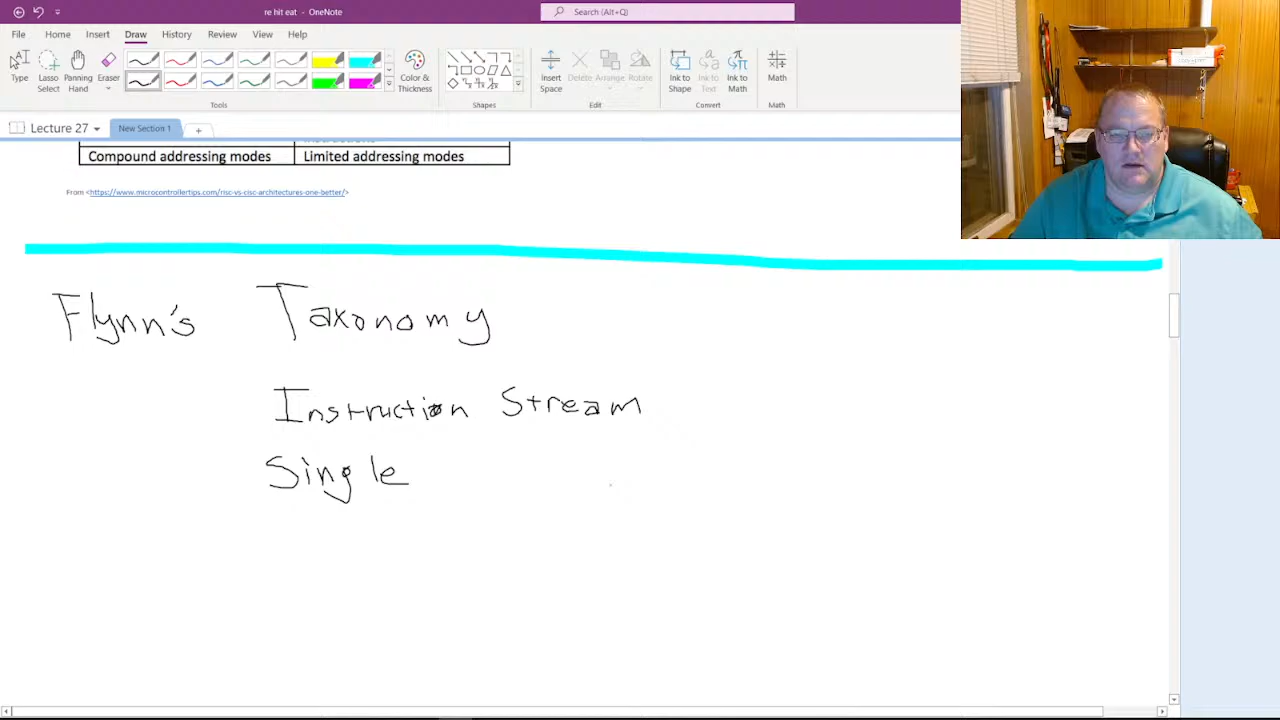 re hit eat - OneNote
Search (Alt+Q)
File Home Insert Draw History Review View Help
Type Lasso Select Panning Hand Eraser Color & Thickness Insert Space Delete Arrange Rotate Ink to Shape Ink to Text Ink to Math Math
Tools Shapes Edit Convert Math
Lecture 27 New Section 1 +
Compound addressing modes Limited addressing modes
From <https://www.microcontrollertips.com/risc-vs-cisc-architectures-one-better/>
Flynn's Taxonomy
Instruction Stream
Single